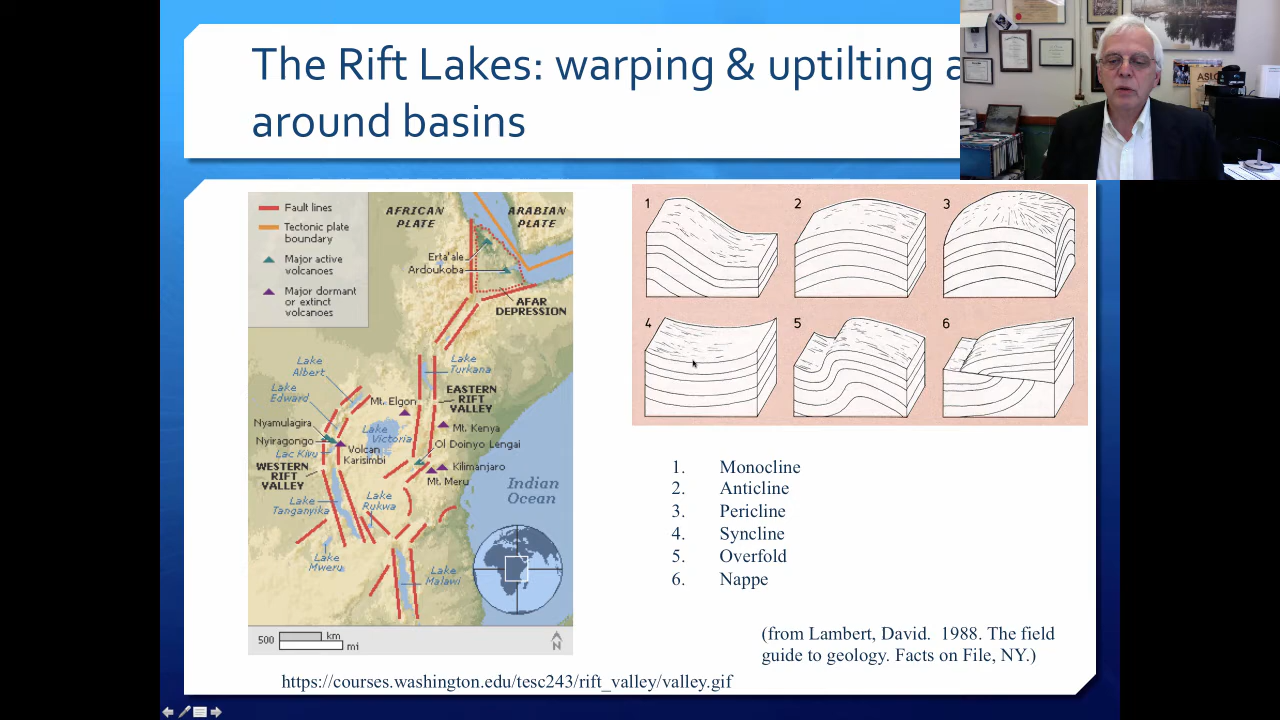 The Rift Lakes: warping & uptilting a
around basins
ASLO
Fault lines
Tectonic plate
boundary
Major active
volcanoes
Major dormant
or extinct
volcanoes
AFRICAN
PLATE
ARABIAN
PLATE
Erta'ale
Ardoukoba
AFAR
DEPRESSION
Lake
Albert
Lake
Turkana
Lake
Edward
EASTERN
RIFT
VALLEY
Mt. Elgon
Nyamulagira
Mt. Kenya
Lake
Victoria
Nyiragongo
Ol Doinyo Lengai
Lac Kivu
Volcan
Karisimbi
Kilimanjaro
WESTERN
RIFT
VALLEY
Mt. Meru
Indian
Ocean
Lake
Tanganyika
Lake
Rukwa
Lake
Mweru
Lake
Malawi
500 km
mi
N
1 2 3
4 5 6
1. Monocline
2. Anticline
3. Pericline
4. Syncline
5. Overfold
6. Nappe
(from Lambert, David. 1988. The field
guide to geology. Facts on File, NY.)
https://courses.washington.edu/tesc243/rift_valley/valley.gif